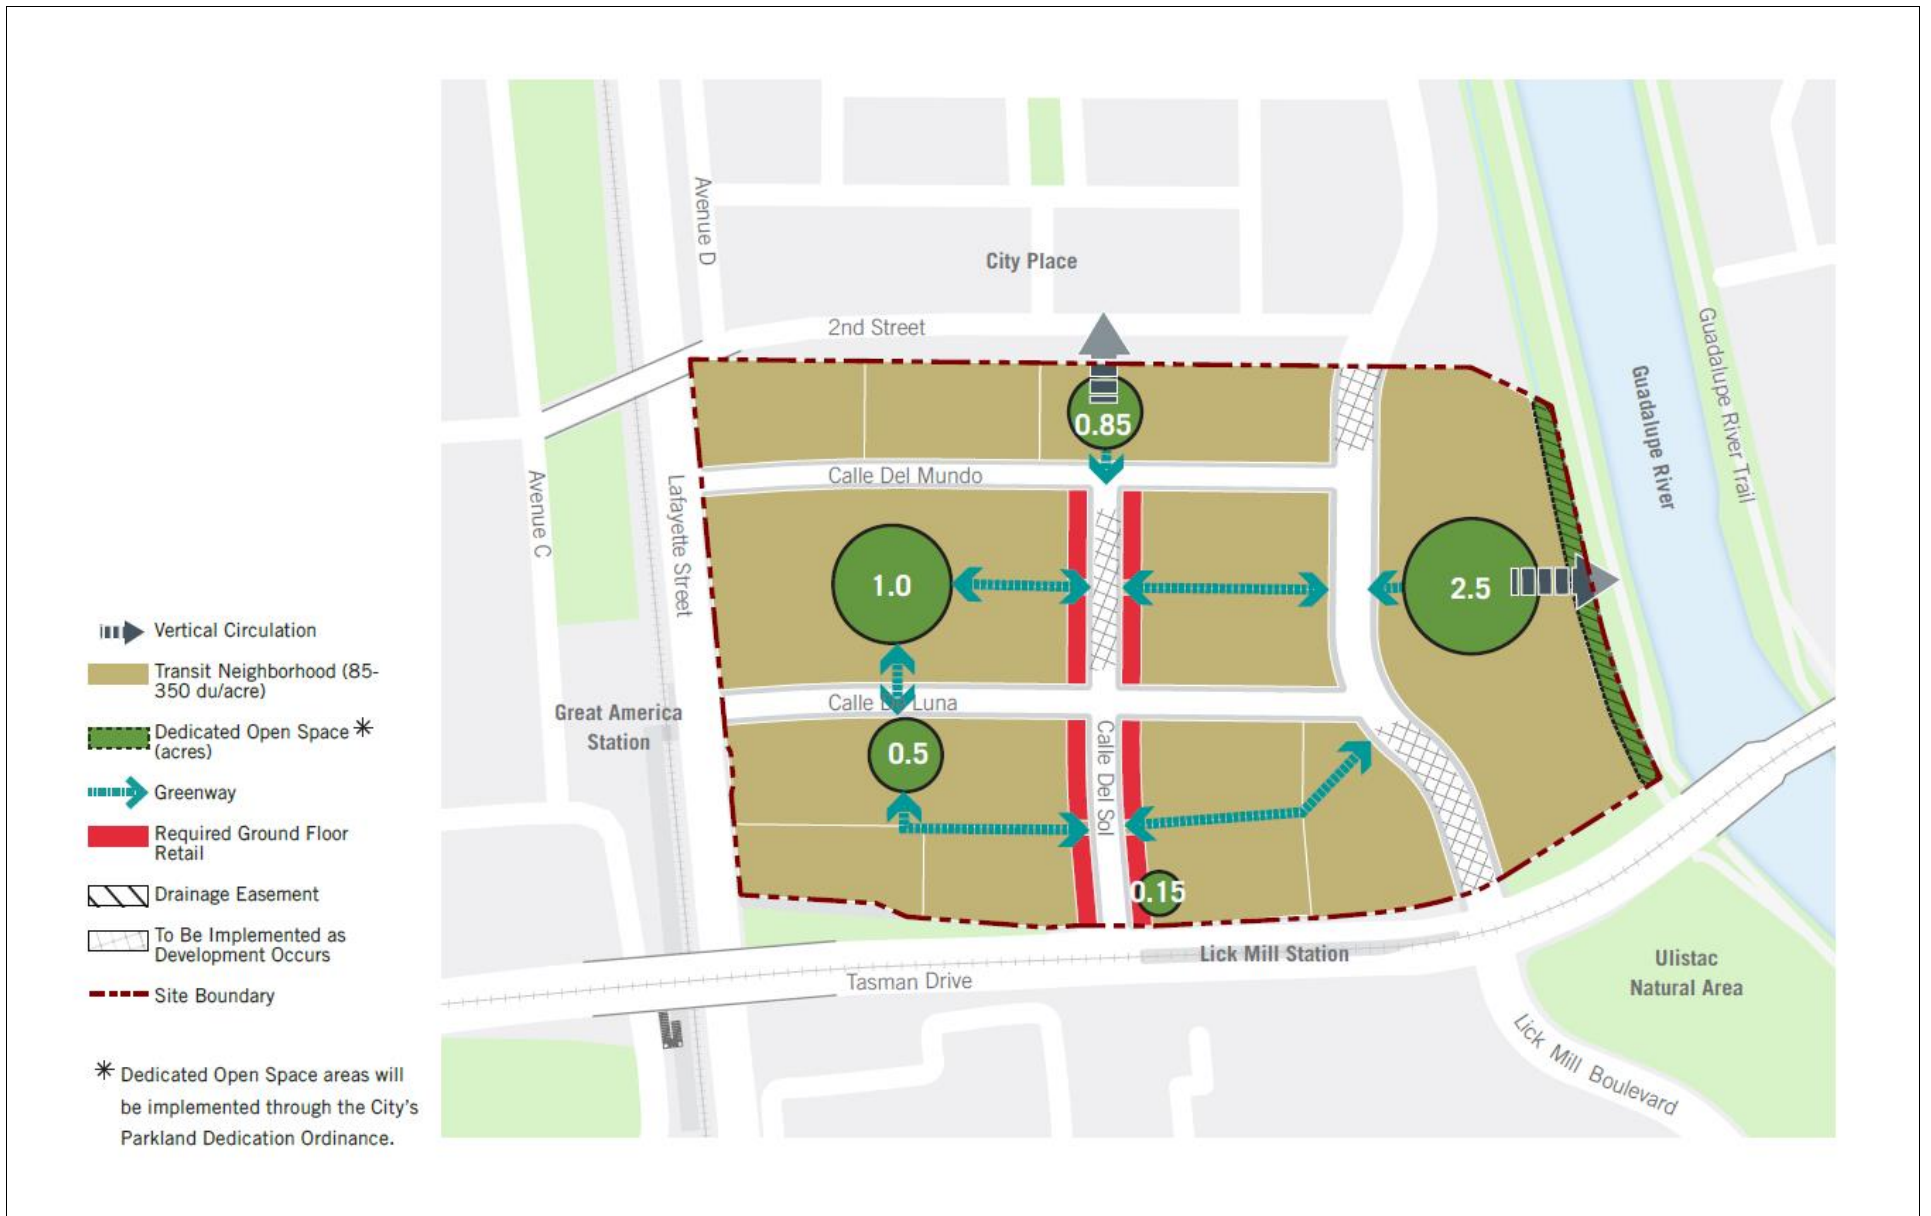 Avenue D
City Place
2nd Street
Guadalupe River Trail
Guadalupe River
0.85
Calle Del Mundo
Avenue C
Lafayette Street
1.0
2.5
Vertical Circulation
Transit Neighborhood (85-
350 du/acre)
Dedicated Open Space *
(acres)
Greenway
Required Ground Floor
Retail
Drainage Easement
To Be Implemented as
Development Occurs
Site Boundary
* Dedicated Open Space areas will
be implemented through the City’s
Parkland Dedication Ordinance.
Great America
Station
Calle De Luna
0.5
Calle Del Sol
0.15
Lick Mill Station
Tasman Drive
Ulistac
Natural Area
Lick Mill Boulevard